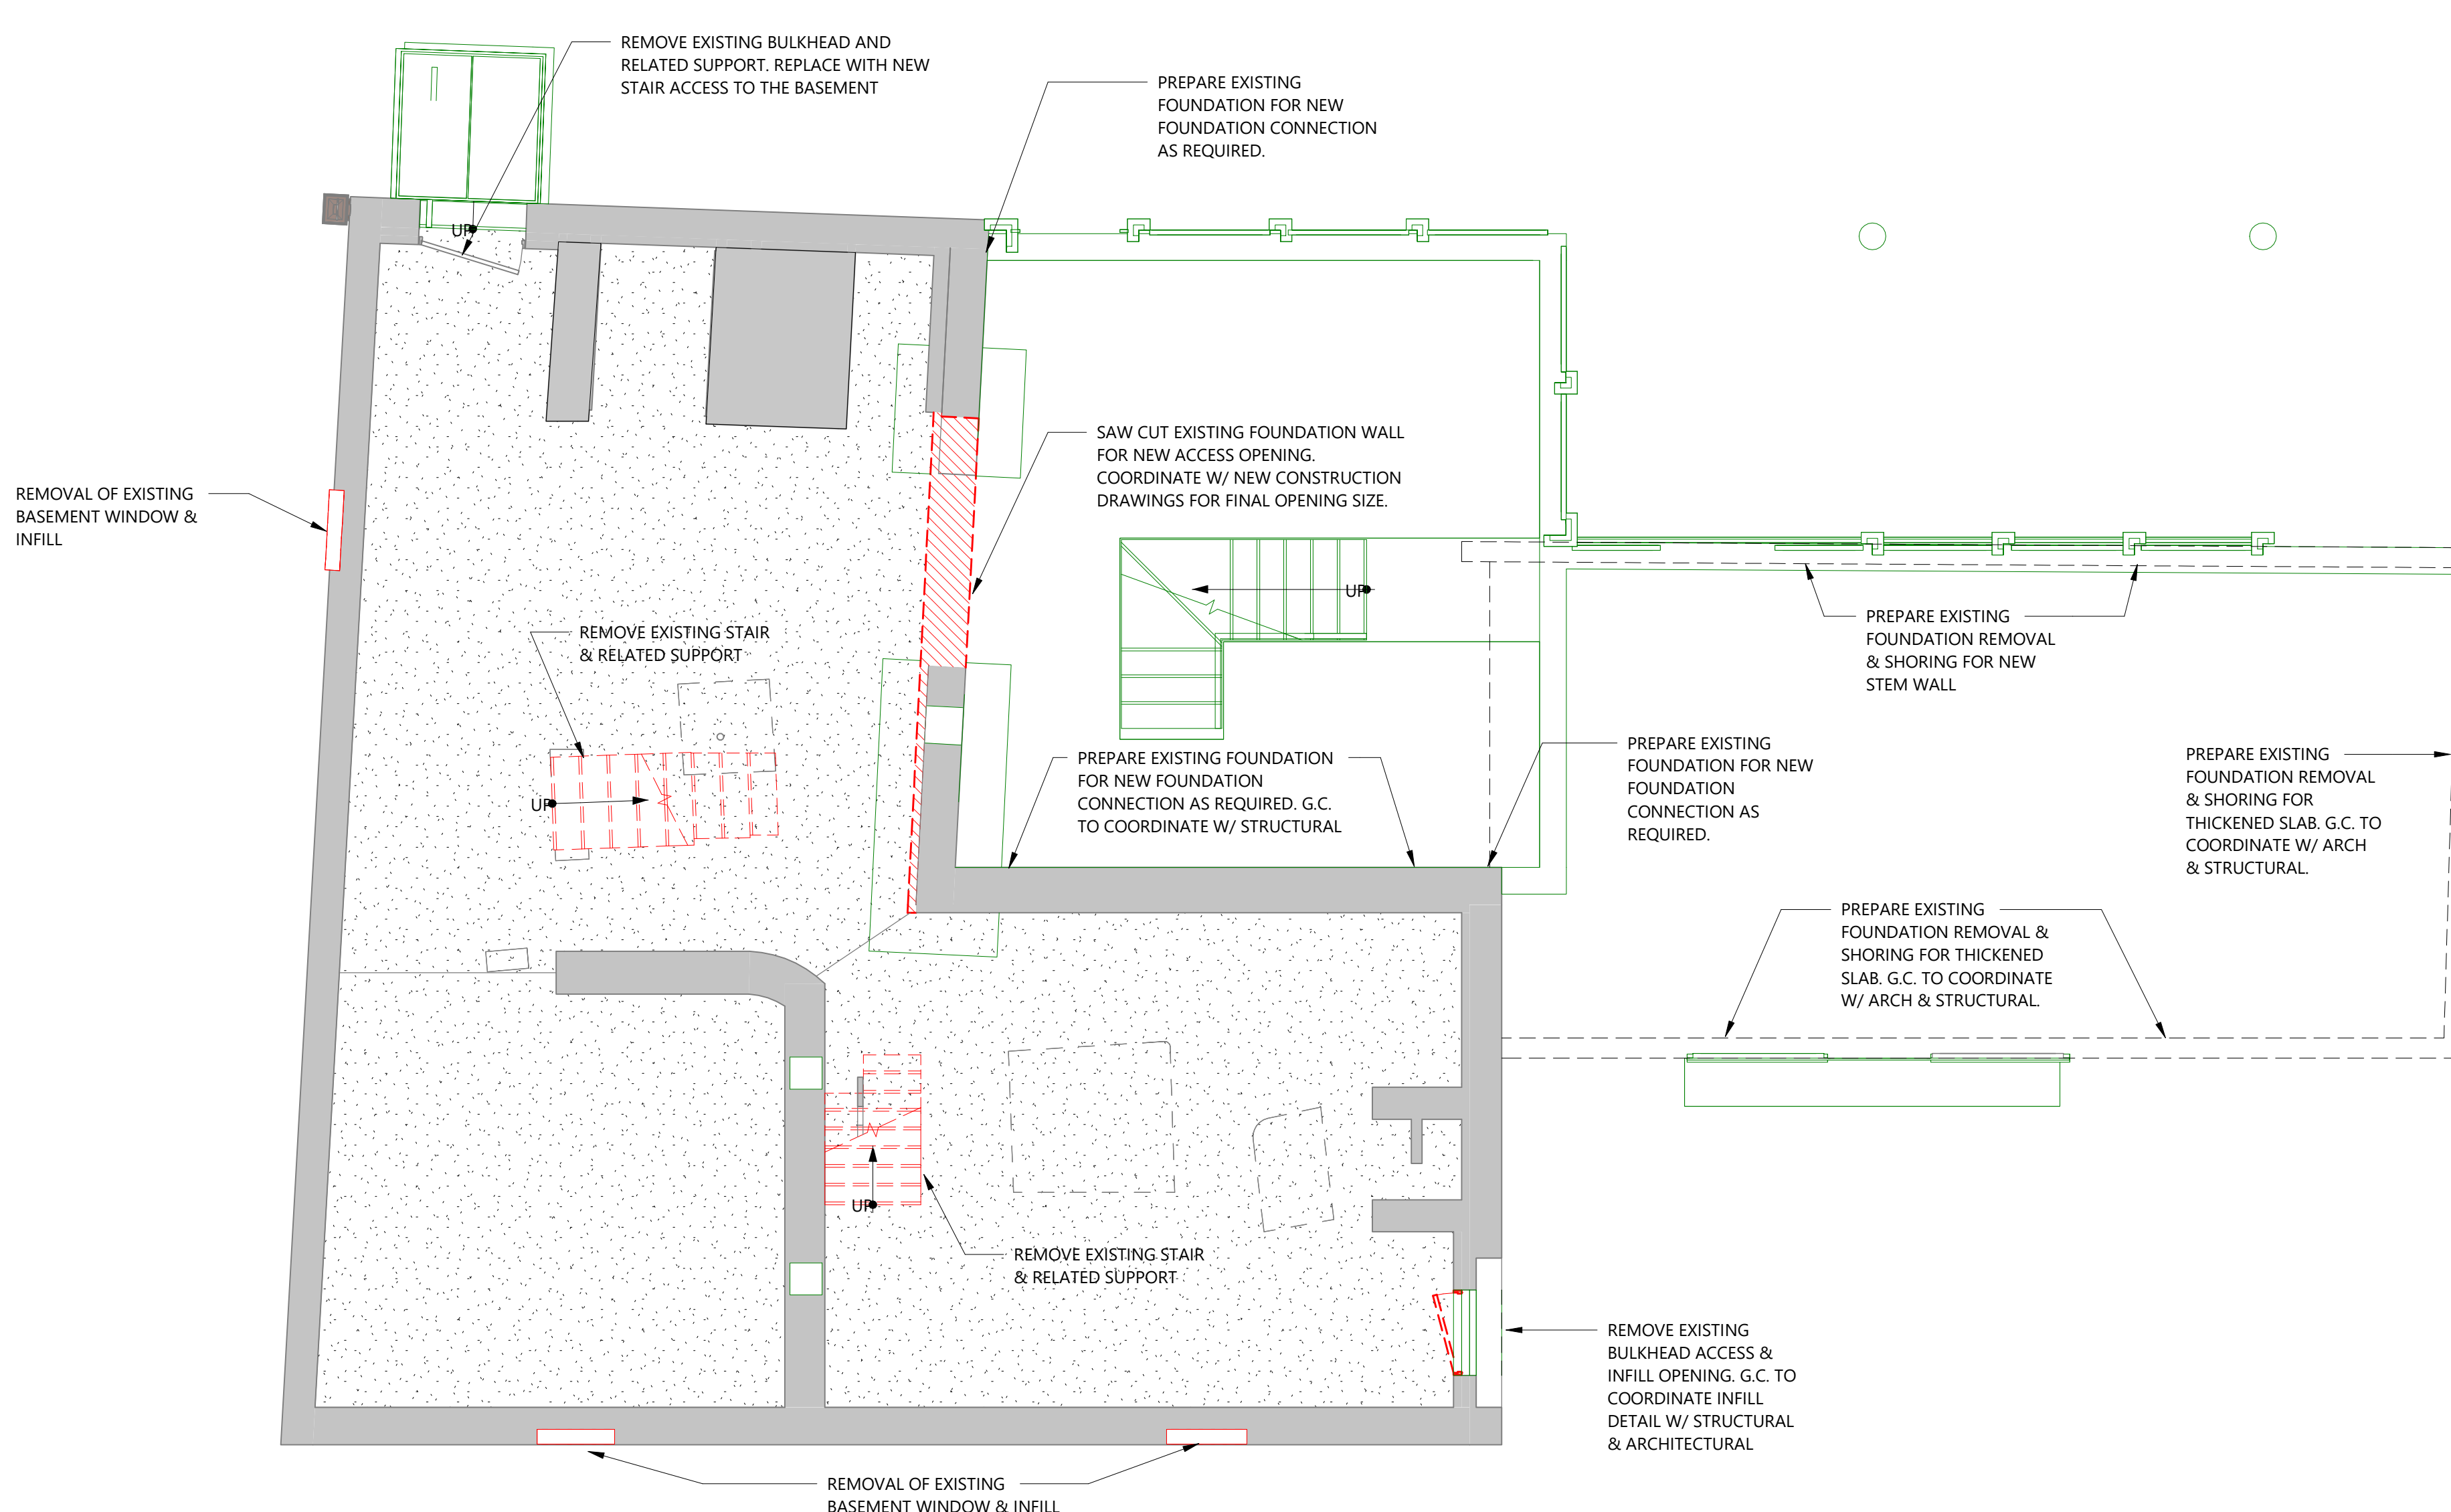 REMOVE EXISTING BULKHEAD AND
RELATED SUPPORT. REPLACE WITH NEW
STAIR ACCESS TO THE BASEMENT
PREPARE EXISTING
FOUNDATION FOR NEW
FOUNDATION CONNECTION
AS REQUIRED.
UP
SAW CUT EXISTING FOUNDATION WALL
FOR NEW ACCESS OPENING.
COORDINATE W/ NEW CONSTRUCTION
DRAWINGS FOR FINAL OPENING SIZE.
REMOVAL OF EXISTING
BASEMENT WINDOW &
INFILL
UP
REMOVE EXISTING STAIR
& RELATED SUPPORT
PREPARE EXISTING
FOUNDATION REMOVAL
& SHORING FOR NEW
STEM WALL
UP
PREPARE EXISTING FOUNDATION
FOR NEW FOUNDATION
CONNECTION AS REQUIRED. G.C.
TO COORDINATE W/ STRUCTURAL
PREPARE EXISTING
FOUNDATION FOR NEW
FOUNDATION
CONNECTION AS
REQUIRED.
PREPARE EXISTING
FOUNDATION REMOVAL
& SHORING FOR
THICKENED SLAB. G.C. TO
COORDINATE W/ ARCH
& STRUCTURAL.
PREPARE EXISTING
FOUNDATION REMOVAL &
SHORING FOR THICKENED
SLAB. G.C. TO COORDINATE
W/ ARCH & STRUCTURAL.
UP
REMOVE EXISTING STAIR
& RELATED SUPPORT
REMOVE EXISTING
BULKHEAD ACCESS &
INFILL OPENING. G.C. TO
COORDINATE INFILL
DETAIL W/ STRUCTURAL
& ARCHITECTURAL
REMOVAL OF EXISTING
BASEMENT WINDOW & INFILL